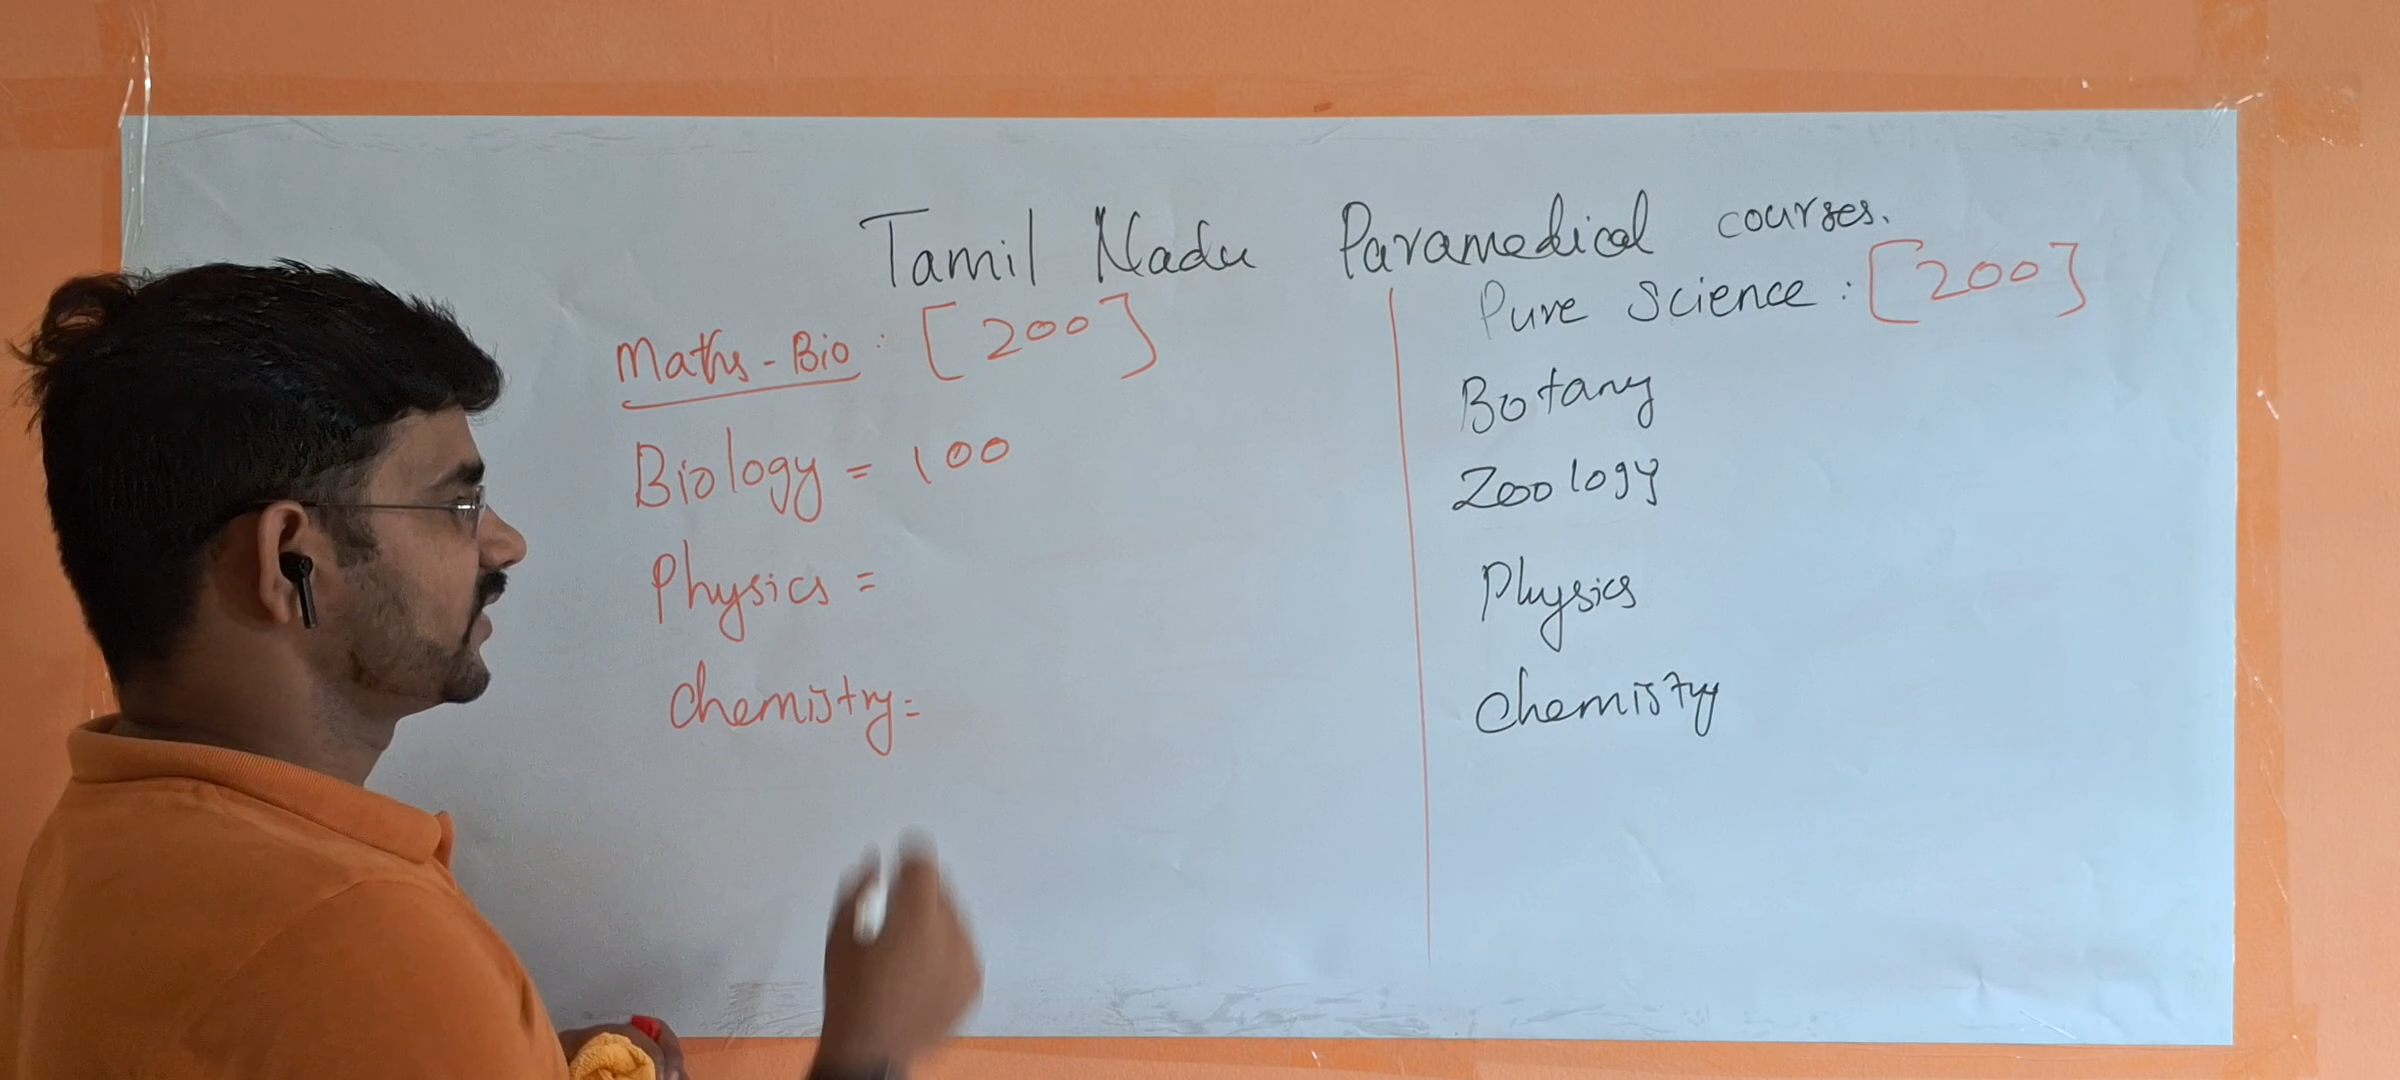 Tamil Nadu Paramedical courses.
Maths-Bio : [200]
Biology = 100
Physics =
Chemistry =
Pure Science : [200]
Botany
Zoology
Physics
Chemistry